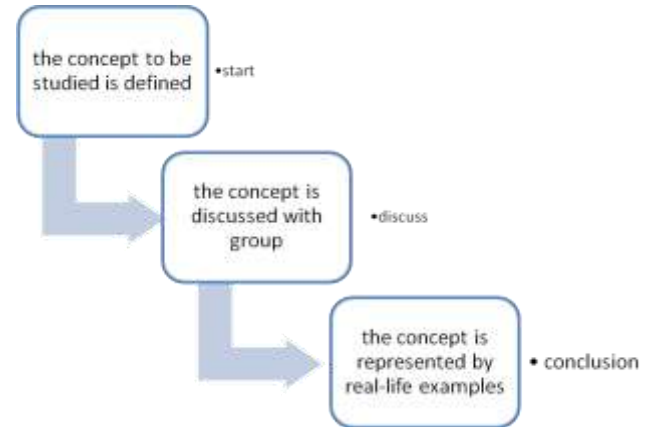 the concept to be
studied is defined
•start
the concept is
discussed with
group
•discuss
the concept is
represented by
real-life examples
• conclusion